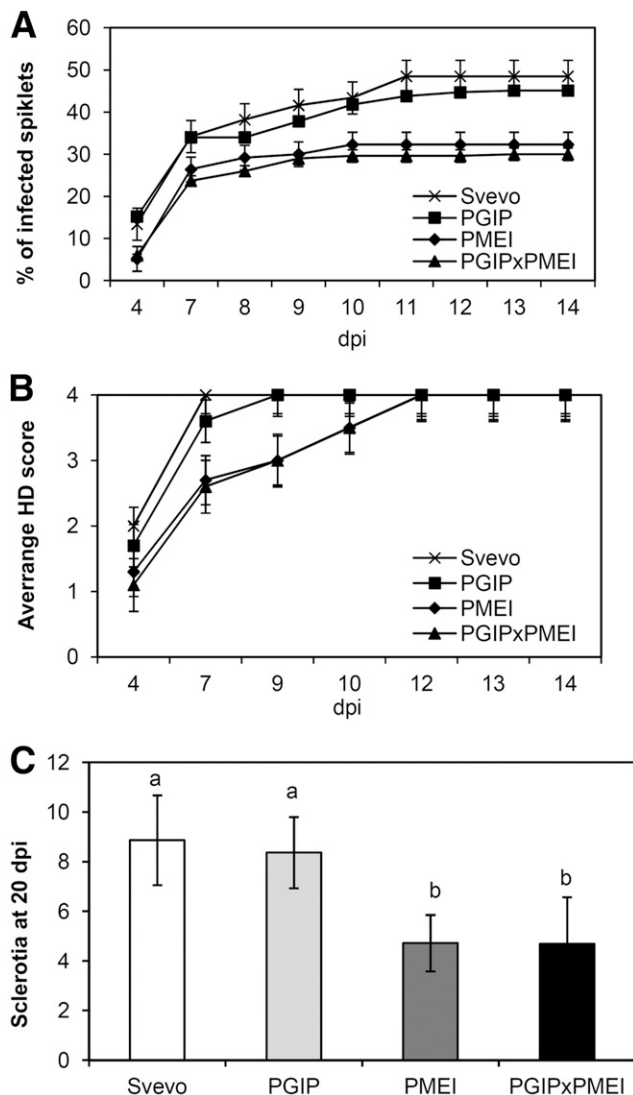 A
% of infected spiklets
60
50
40
30
20
10
0
Svevo
PGIP
PMEI
PGIPxPMEI
4 7 8 9 10 11 12 13 14
dpi
B
Averrange HD score
4
3
2
1
0
Svevo
PGIP
PMEI
PGIPxPMEI
4 7 9 10 12 13 14
dpi
C
Sclerotia at 20 dpi
12
10
8
6
4
2
0
a
a
b
b
Svevo PGIP PMEI PGIPxPMEI